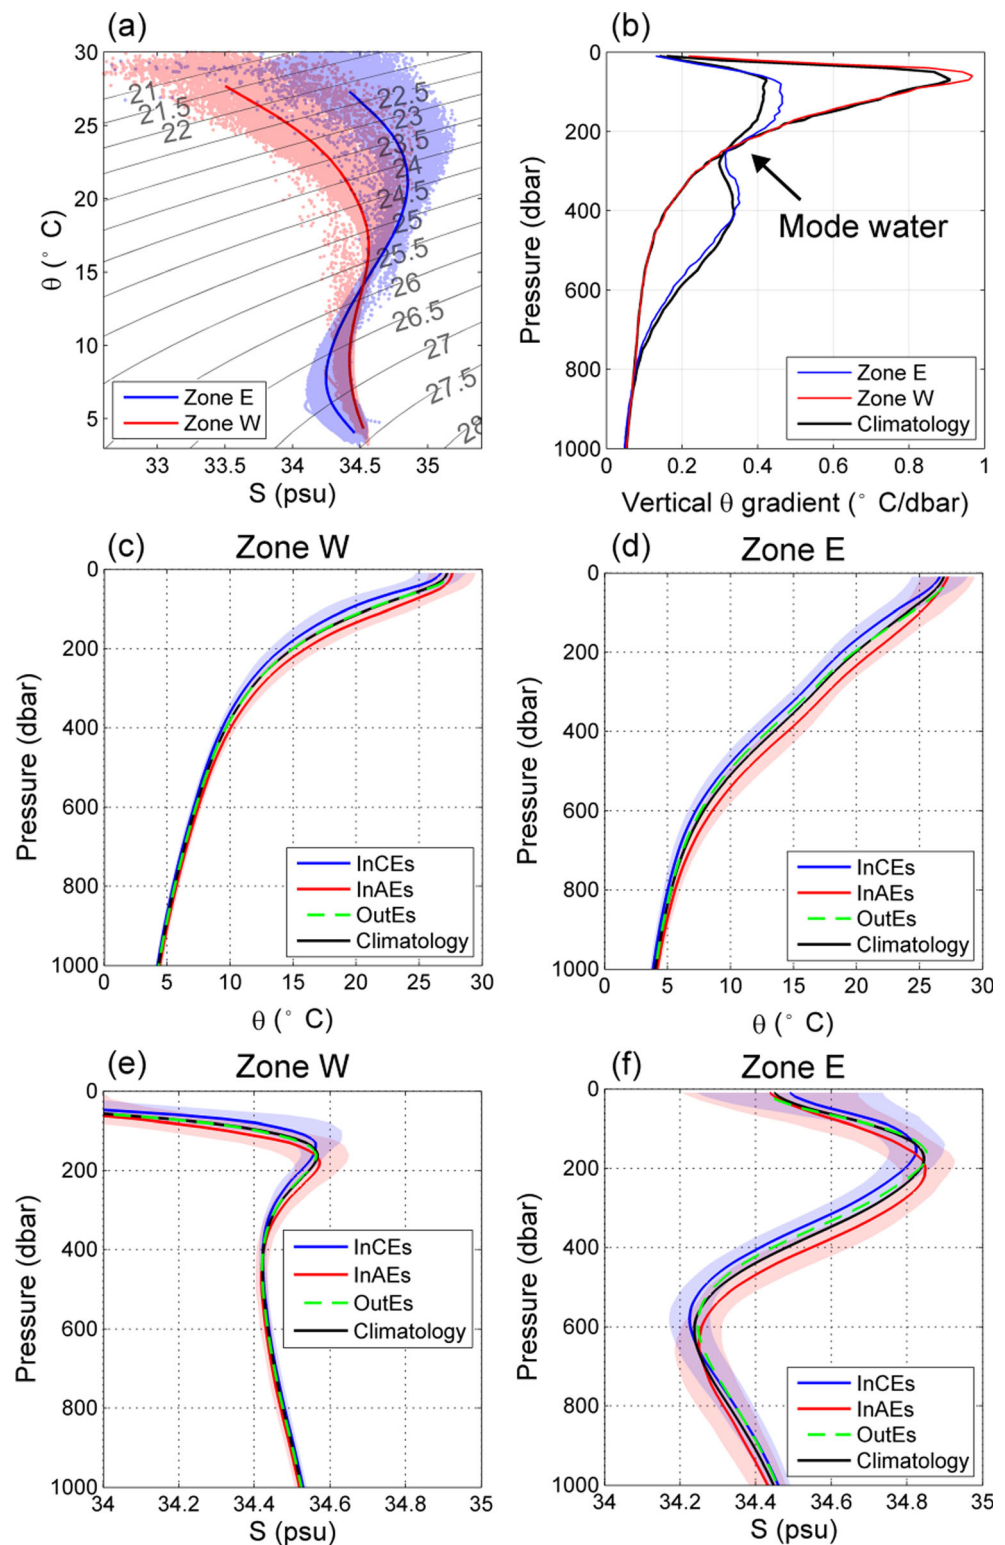 (a)
30
25
20
15
10
5
θ (° C)
21
21.5
22
22.5
23
23.5
24
24.5
25
25.5
26
26.5
27
27.5
28
Zone E
Zone W
33
33.5
34
34.5
35
S (psu)
(b)
0
200
400
600
800
1000
Pressure (dbar)
Mode water
Zone E
Zone W
Climatology
0
0.2
0.4
0.6
0.8
1
Vertical θ gradient (° C/dbar)
(c)
Zone W
0
200
400
600
800
1000
Pressure (dbar)
InCEs
InAEs
OutEs
Climatology
0
5
10
15
20
25
30
θ (° C)
(d)
Zone E
0
200
400
600
800
1000
Pressure (dbar)
InCEs
InAEs
OutEs
Climatology
0
5
10
15
20
25
30
θ (° C)
(e)
Zone W
0
200
400
600
800
1000
Pressure (dbar)
InCEs
InAEs
OutEs
Climatology
34
34.2
34.4
34.6
34.8
35
S (psu)
(f)
Zone E
0
200
400
600
800
1000
Pressure (dbar)
InCEs
InAEs
OutEs
Climatology
34
34.2
34.4
34.6
34.8
35
S (psu)